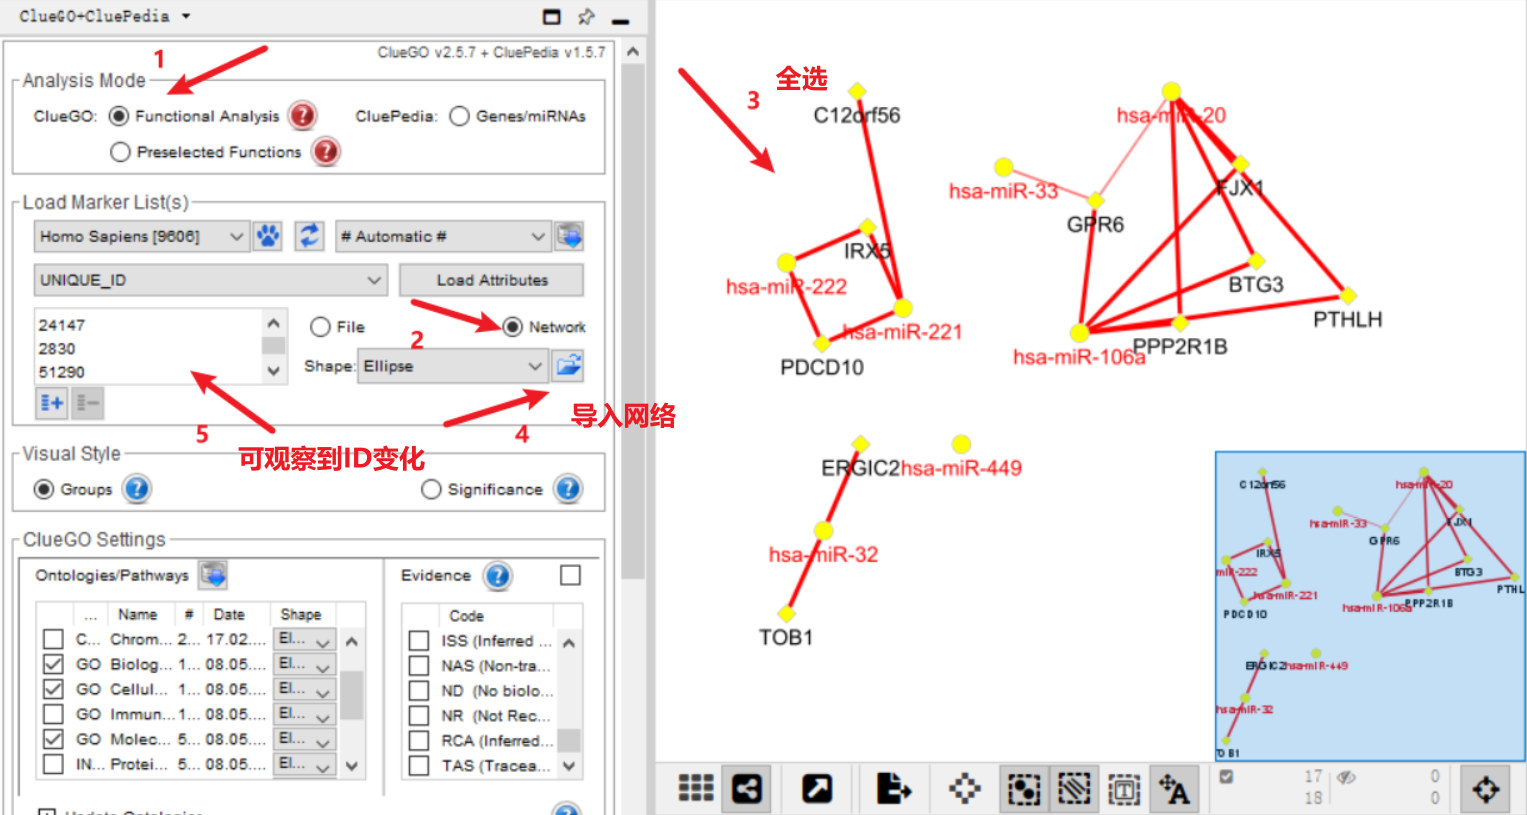 ClueGO+CluePedia
ClueGO v2.5.7 + CluePedia v1.5.7
1
Analysis Mode
ClueGO: Functional Analysis ? CluePedia: Genes/miRNAs
Preselected Functions ?
Load Marker List(s)
Homo Sapiens [9606] # Automatic #
UNIQUE_ID Load Attributes
24147
2830
51290
File Network
2
Shape: Ellipse
4 导入网络
5 可观察到ID变化
Visual Style
Groups ? Significance ?
ClueGO Settings
Ontologies/Pathways Evidence ?
... Name # Date Shape
C... Chrom... 2... 17.02.... El...
GO Biolog... 1... 08.05.... El...
GO Cellul... 1... 08.05.... El...
GO Immun... 1... 08.05.... El...
GO Molec... 5... 08.05.... El...
IN... Protei... 5... 08.05.... El...
Code
ISS (Inferred ...
NAS (Non-tra...
ND (No biolo...
NR (Not Rec...
RCA (Inferred...
TAS (Tracea...
3 全选
C12orf56
hsa-miR-20
hsa-miR-33
FJX1
GPR6
IRX5
hsa-miR-222
BTG3
PTHLH
hsa-miR-221
PPP2R1B
hsa-miR-106a
PDCD10
ERGIC2
hsa-miR-449
hsa-miR-32
TOB1
C12orf56
hsa-miR-20
hsa-miR-33
FJX1
GPR6
IRX5
miR-222
BTG3
PTHL
hsa-miR-221
hsa-miR-106a
PPP2R1B
PDCD10
ERGIC2
hsa-miR-449
hsa-miR-32
OB1
T
A
17 0
18 0